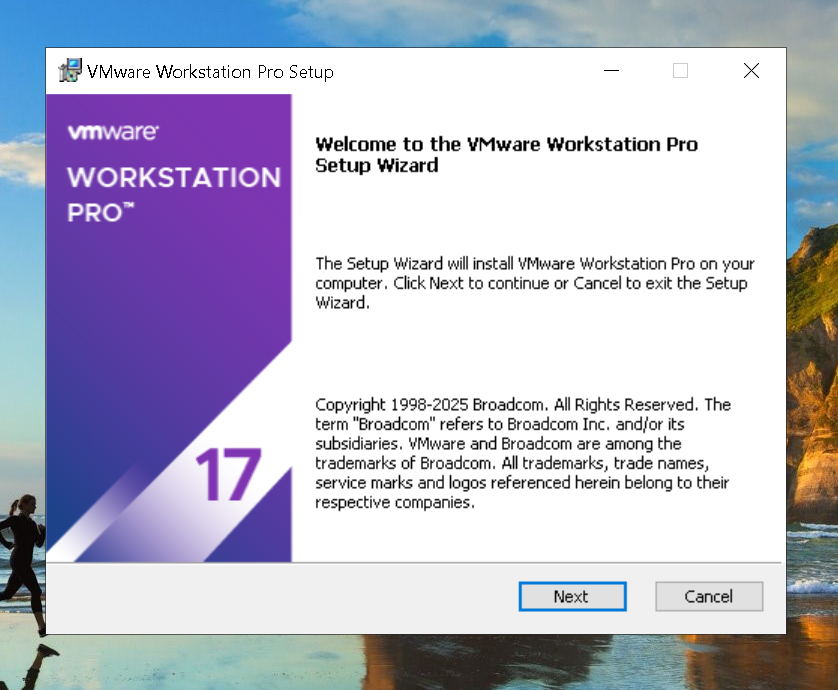 VMware Workstation Pro Setup
vmware®
WORKSTATION
PRO™
Welcome to the VMware Workstation Pro
Setup Wizard
The Setup Wizard will install VMware Workstation Pro on your
computer. Click Next to continue or Cancel to exit the Setup
Wizard.
Copyright 1998-2025 Broadcom. All Rights Reserved. The
term "Broadcom" refers to Broadcom Inc. and/or its
subsidiaries. VMware and Broadcom are among the
trademarks of Broadcom. All trademarks, trade names,
service marks and logos referenced herein belong to their
respective companies.
17
Next
Cancel